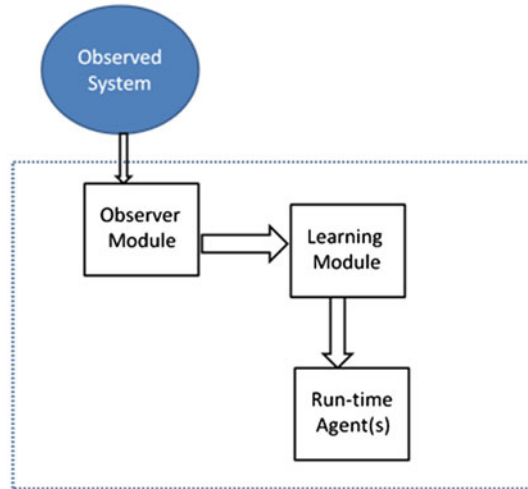 Observed
System
Observer
Module
Learning
Module
Run-time
Agent(s)